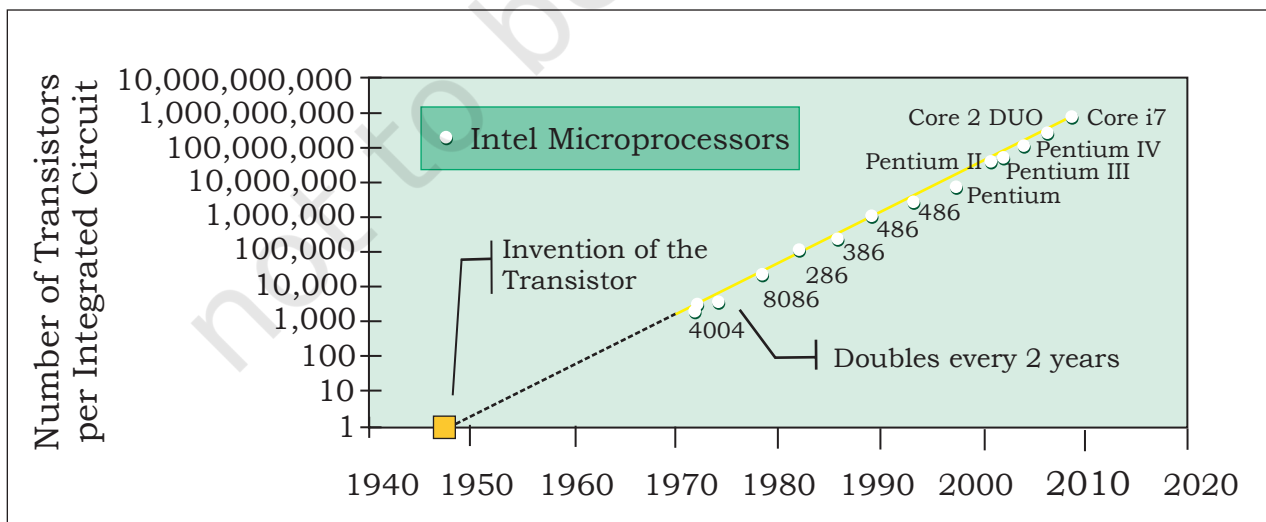 not to be
Number of Transistors
per Integrated Circuit
10,000,000,000
1,000,000,000
100,000,000
10,000,000
1,000,000
100,000
10,000
1,000
100
10
1
Intel Microprocessors
Invention of the
Transistor
Core 2 DUO
Core i7
Pentium IV
Pentium II
Pentium III
Pentium
486
486
386
286
8086
4004
Doubles every 2 years
1940 1950 1960 1970 1980 1990 2000 2010 2020